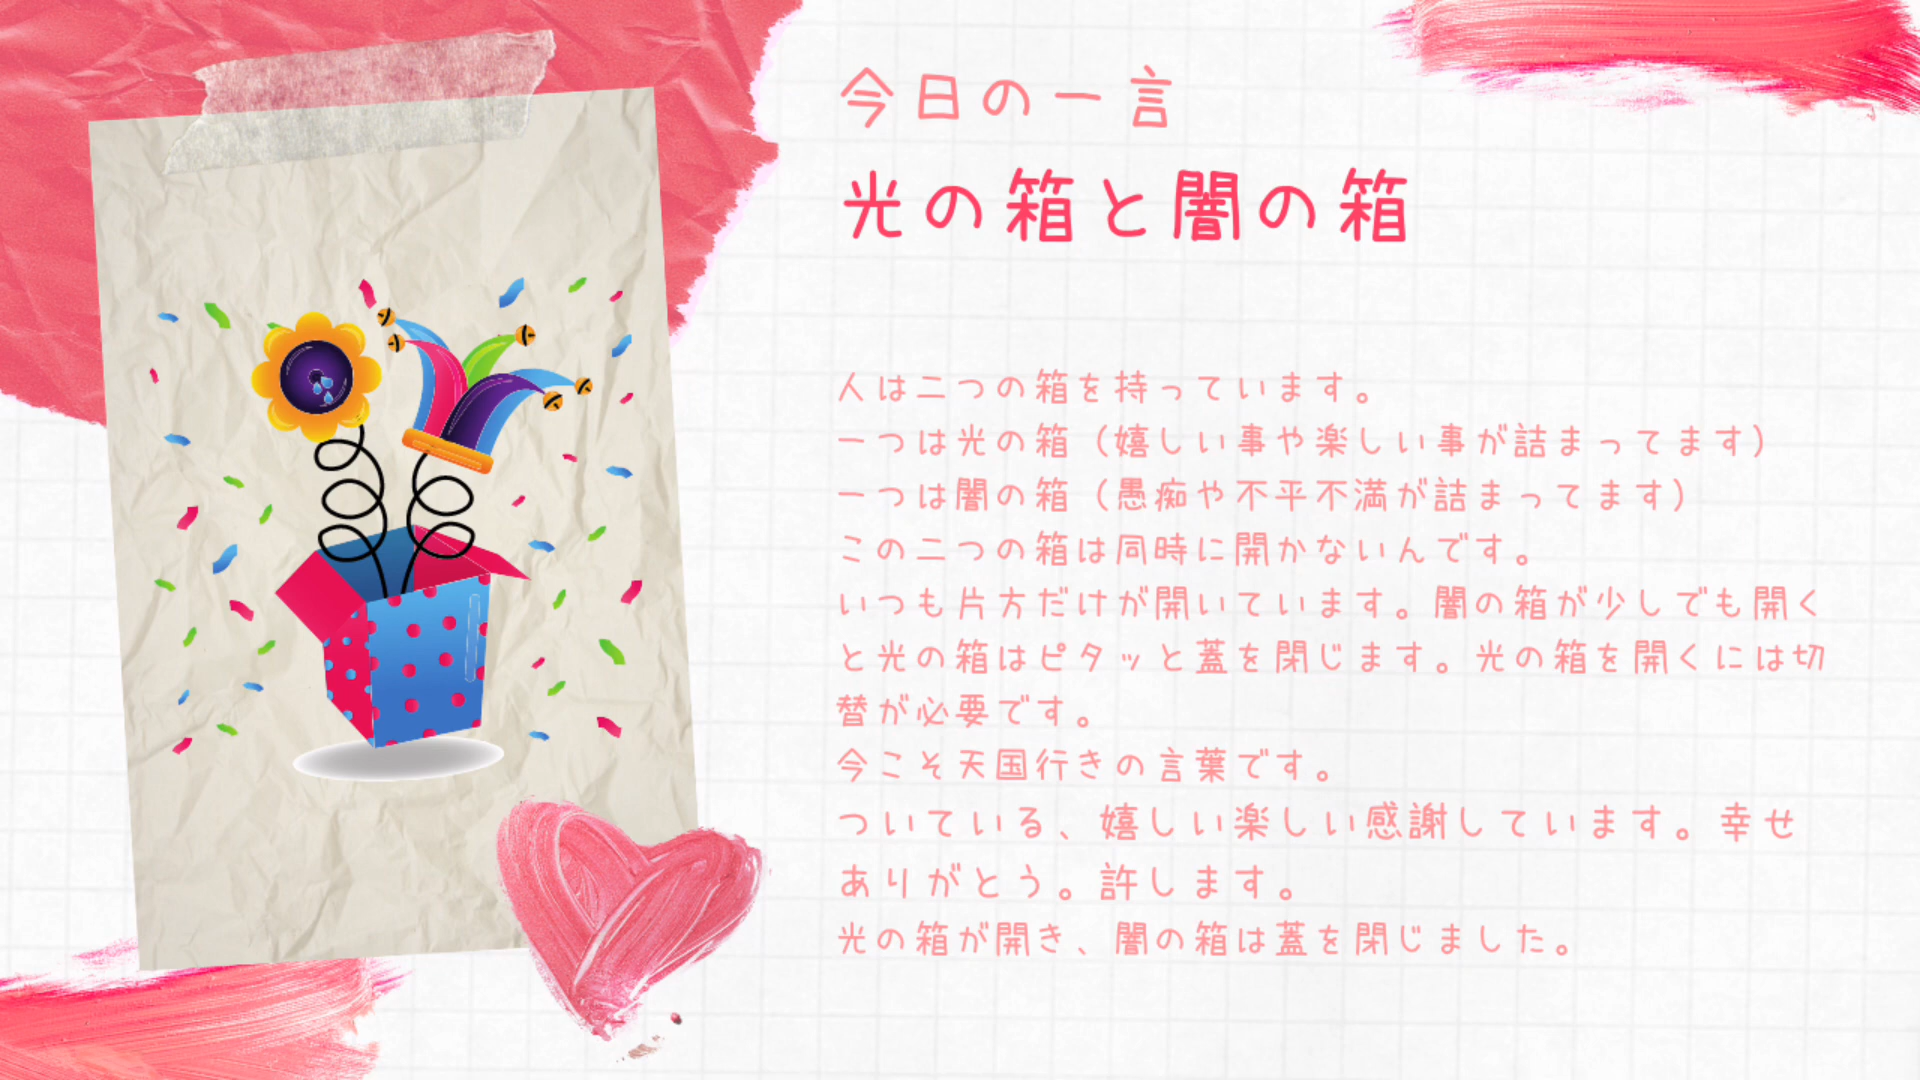 今日の一言
光の箱と闇の箱
人は二つの箱を持っています。
一つは光の箱（嬉しい事や楽しい事が詰まってます）
一つは闇の箱（愚痴や不平不満が詰まってます）
この二つの箱は同時に開かないんです。
いつも片方だけが開いています。闇の箱が少しでも開く
と光の箱はピタッと蓋を閉じます。光の箱を開くには切
替が必要です。
今こそ天国行きの言葉です。
ついている、嬉しい楽しい感謝しています。幸せ
ありがとう。許します。
光の箱が開き、闇の箱は蓋を閉じました。